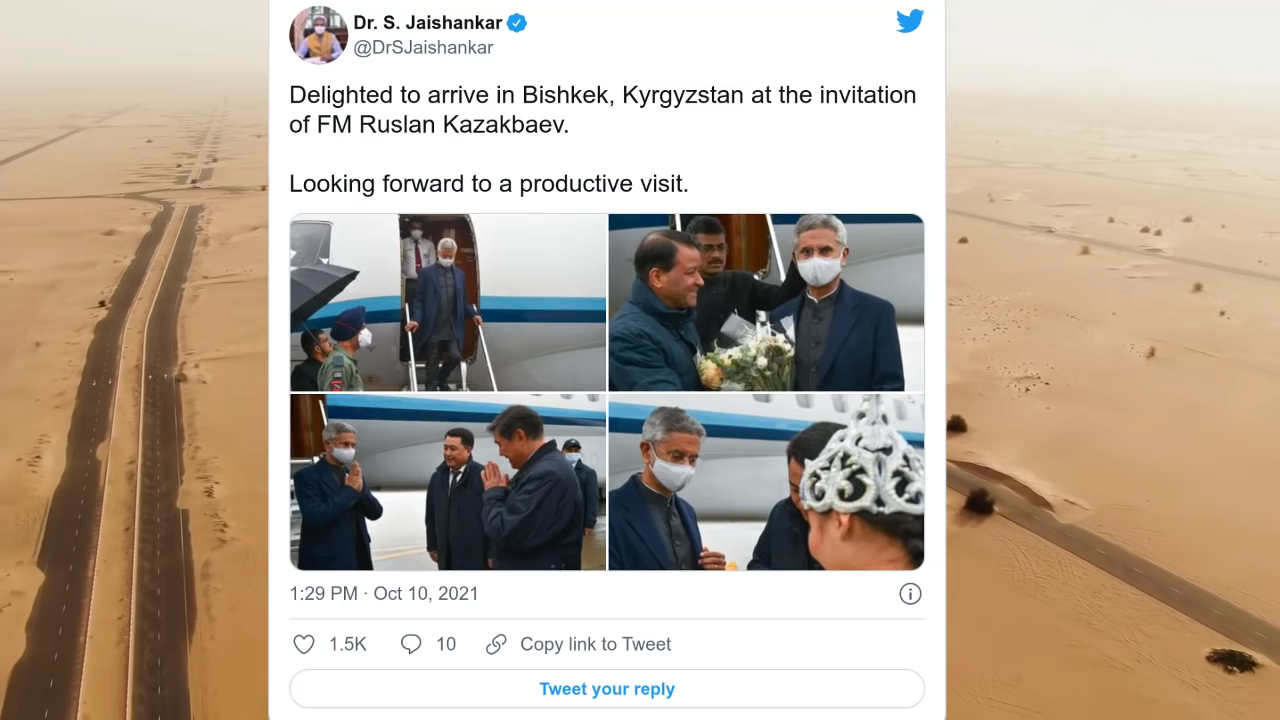 Dr. S. Jaishankar
@DrSJaishankar
Delighted to arrive in Bishkek, Kyrgyzstan at the invitation
of FM Ruslan Kazakbaev.
Looking forward to a productive visit.
1:29 PM · Oct 10, 2021
1.5K 10 Copy link to Tweet
Tweet your reply